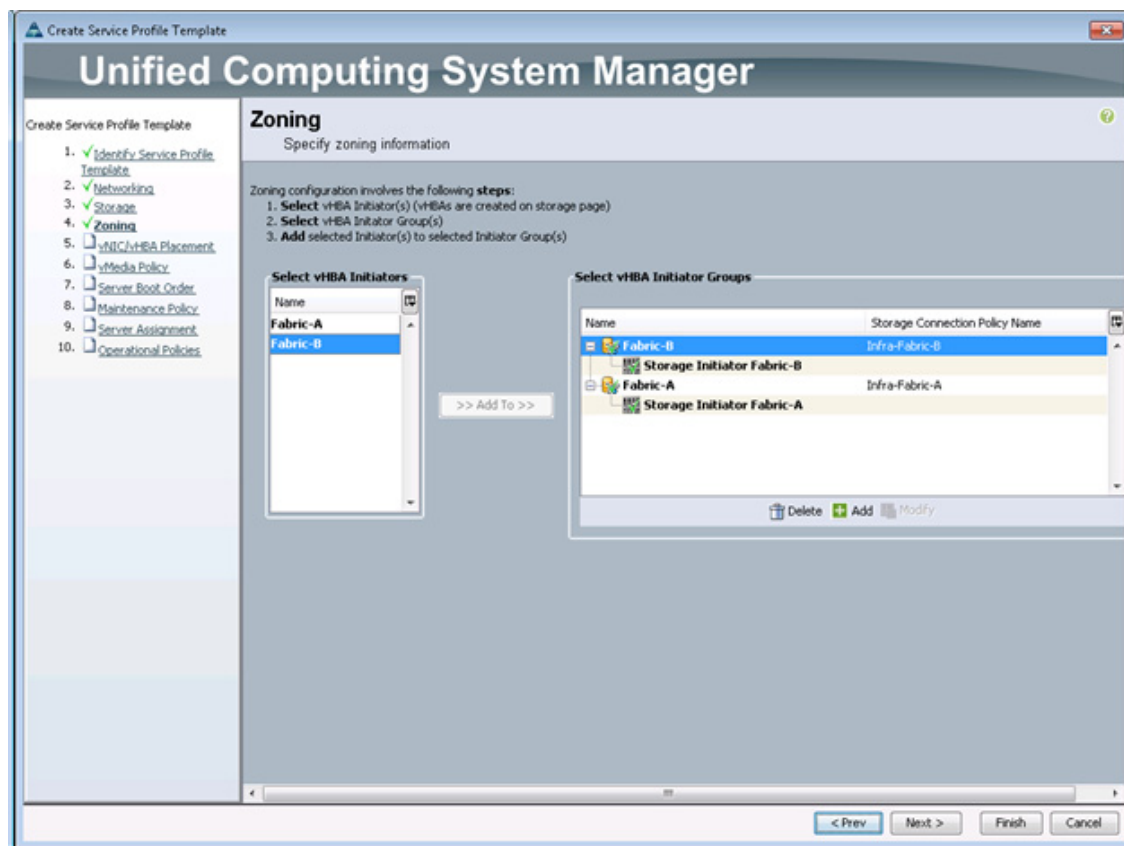 Create Service Profile Template
Unified Computing System Manager
Create Service Profile Template
1. Identify Service Profile
Template
2. Networking
3. Storage
4. Zoning
5. vNIC/vHBA Placement
6. vMedia Policy
7. Server Boot Order
8. Maintenance Policy
9. Server Assignment
10. Operational Policies
Zoning
Specify zoning information
Zoning configuration involves the following steps:
1. Select vHBA Initiator(s) (vHBAs are created on storage page)
2. Select vHBA Initiator Group(s)
3. Add selected Initiator(s) to selected Initiator Group(s)
Select vHBA Initiators
Name
Fabric-A
Fabric-B
>> Add To >>
Select vHBA Initiator Groups
Name Storage Connection Policy Name
Fabric-B Infra-Fabric-B
Storage Initiator Fabric-B
Fabric-A Infra-Fabric-A
Storage Initiator Fabric-A
Delete Add Modify
< Prev Next > Finish Cancel